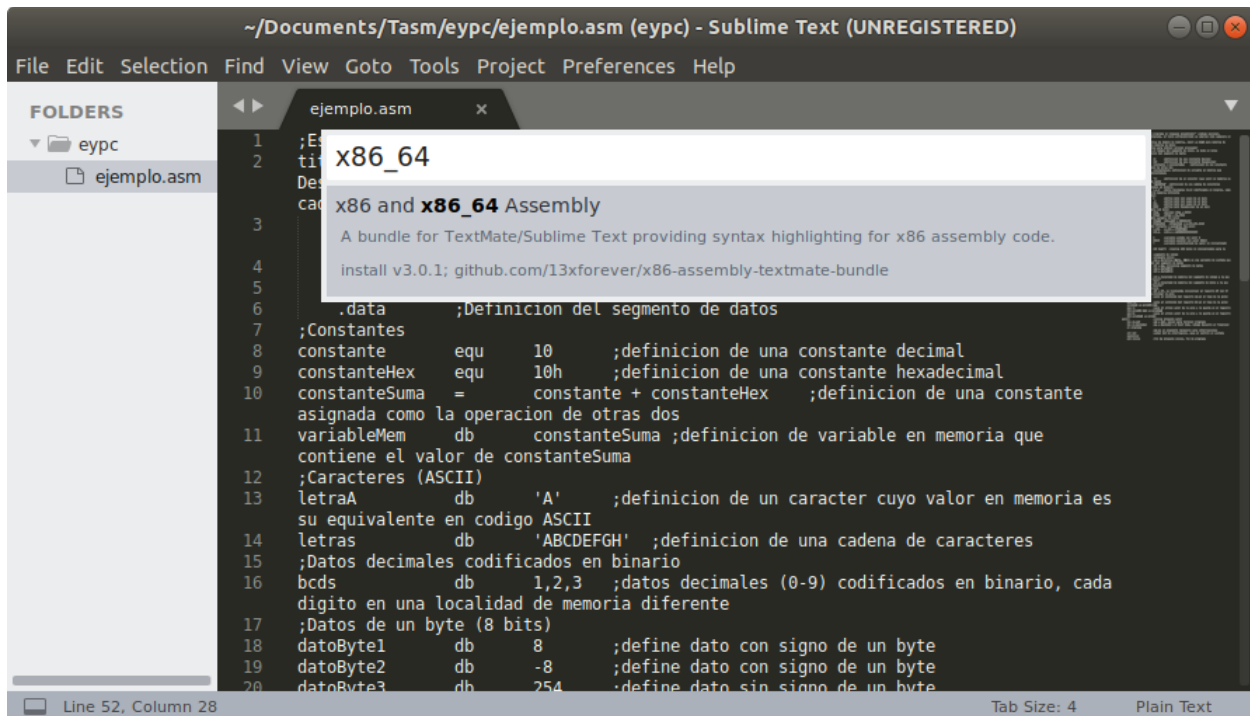 ~/Documents/Tasm/eypc/ejemplo.asm (eypc) - Sublime Text (UNREGISTERED)
File Edit Selection Find View Goto Tools Project Preferences Help
FOLDERS
eypc
ejemplo.asm
ejemplo.asm ×
x86_64
x86 and x86_64 Assembly
A bundle for TextMate/Sublime Text providing syntax highlighting for x86 assembly code.
install v3.0.1; github.com/13xforever/x86-assembly-textmate-bundle
1
2
3
4
5
6 .data ;Definicion del segmento de datos
7 ;Constantes
8 constante equ 10 ;definicion de una constante decimal
9 constanteHex equ 10h ;definicion de una constante hexadecimal
10 constanteSuma = constante + constanteHex ;definicion de una constante
asignada como la operacion de otras dos
11 variableMem db constanteSuma ;definicion de variable en memoria que
contiene el valor de constanteSuma
12 ;Caracteres (ASCII)
13 letraA db 'A' ;definicion de un caracter cuyo valor en memoria es
su equivalente en codigo ASCII
14 letras db 'ABCDEFGH' ;definicion de una cadena de caracteres
15 ;Datos decimales codificados en binario
16 bcds db 1,2,3 ;datos decimales (0-9) codificados en binario, cada
digito en una localidad de memoria diferente
17 ;Datos de un byte (8 bits)
18 datoByte1 db 8 ;define dato con signo de un byte
19 datoByte2 db -8 ;define dato con signo de un byte
20 datoByte3 db 254 ;define dato sin signo de un byte
Line 52, Column 28
Tab Size: 4
Plain Text